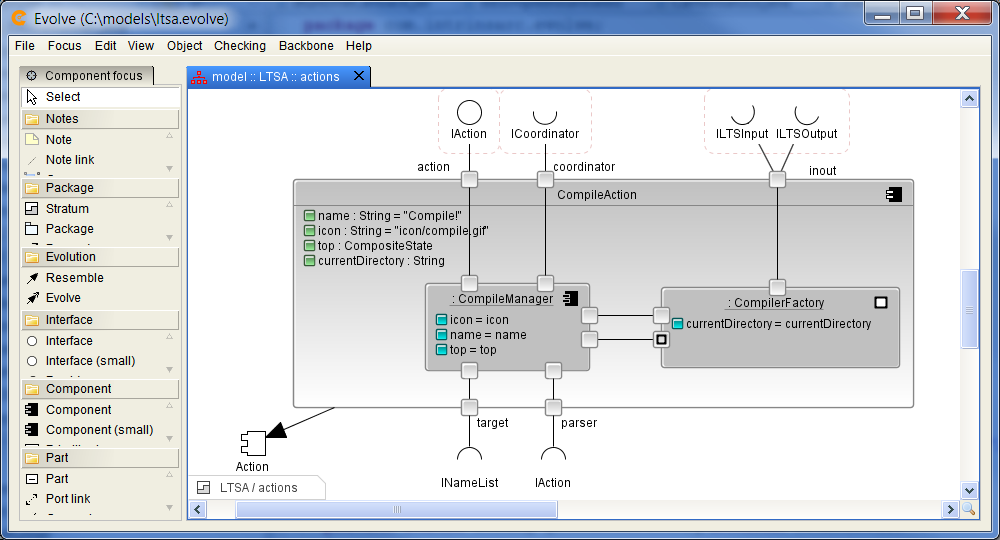 Evolve (C:\models\ltsa.evolve)
File Focus Edit View Object Checking Backbone Help
Component focus
Select
Notes
Note
Note link
Package
Stratum
Package
Evolution
Resemble
Evolve
Interface
Interface
Interface (small)
Component
Component
Component (small)
Part
Part
Port link
model :: LTSA :: actions
IAction
ICoordinator
ILTSInput
ILTSOutput
action
coordinator
inout
CompileAction
name : String = "Compile!"
icon : String = "icon/compile.gif"
top : CompositeState
currentDirectory : String
: CompileManager
icon = icon
name = name
top = top
: CompilerFactory
currentDirectory = currentDirectory
target
parser
Action
INameList
IAction
LTSA / actions